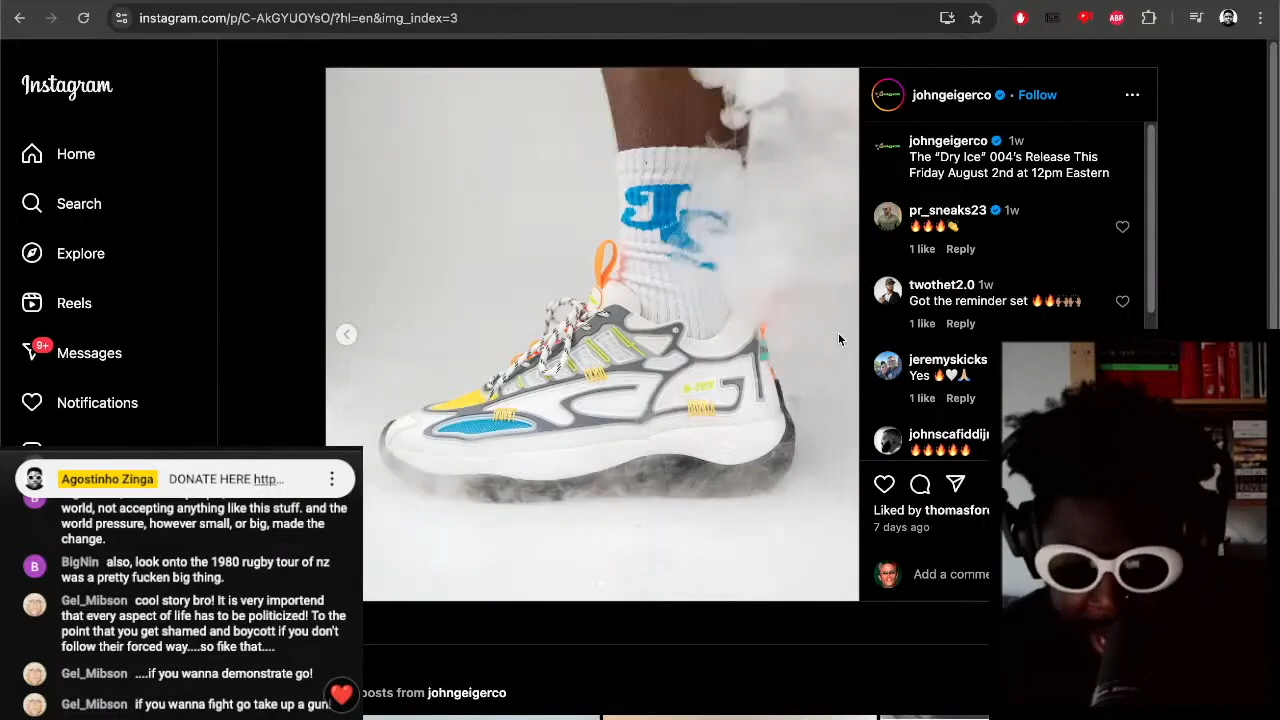 instagram.com/p/C-AkGYUOYsO/?hl=en&img_index=3
ABP
Instagram
Home
Search
Explore
Reels
9+
Messages
Notifications
johngeigerco • Follow
johngeigerco 1w
The “Dry Ice” 004’s Release This
Friday August 2nd at 12pm Eastern
pr_sneaks23 1w
🔥🔥🔥👏
1 like Reply
twothet2.0 1w
Got the reminder set 🔥🔥🙌🏽🙌🏽
1 like Reply
jeremyskicks
Yes 🔥🤍🙏🏼
1 like Reply
johnscafiddijr
🔥🔥🔥🔥🔥
Liked by thomasford
7 days ago
Add a comme
posts from johngeigerco
Agostinho Zinga DONATE HERE http...
world, not accepting anything like this stuff. and
the world pressure, however small, or big, made the
change.
BigNin also, look onto the 1980 rugby tour of nz
was a pretty fucken big thing.
Gel_Mibson cool story bro! It is very importend
that every aspect of life has to be politicized! To the
point that you get shamed and boycott if you don't
follow their forced way....so fike that....
Gel_Mibson ....if you wanna demonstrate go!
Gel_Mibson if you wanna fight go take up a gun!